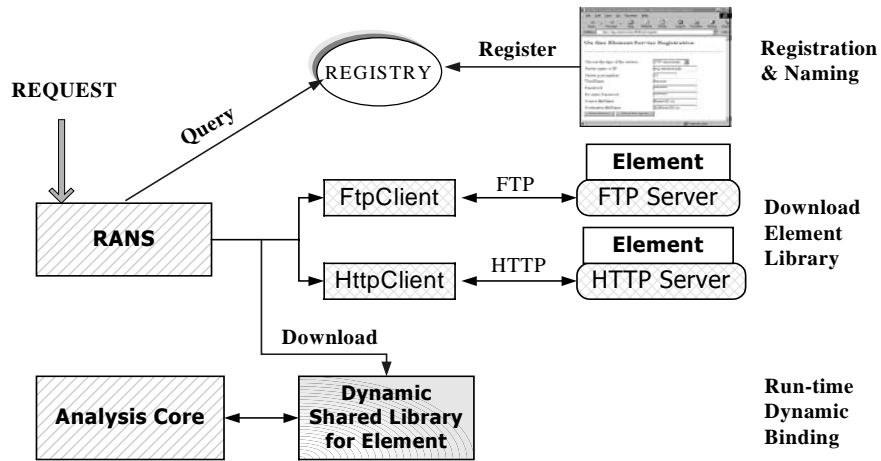 On-line Element Service Registration
Register
Registration
& Naming
REGISTRY
REQUEST
Query
Element
FtpClient
FTP
FTP Server
RANS
Download
Element
Library
Element
HttpClient
HTTP
HTTP Server
Download
Analysis Core
Dynamic
Shared Library
for Element
Run-time
Dynamic
Binding